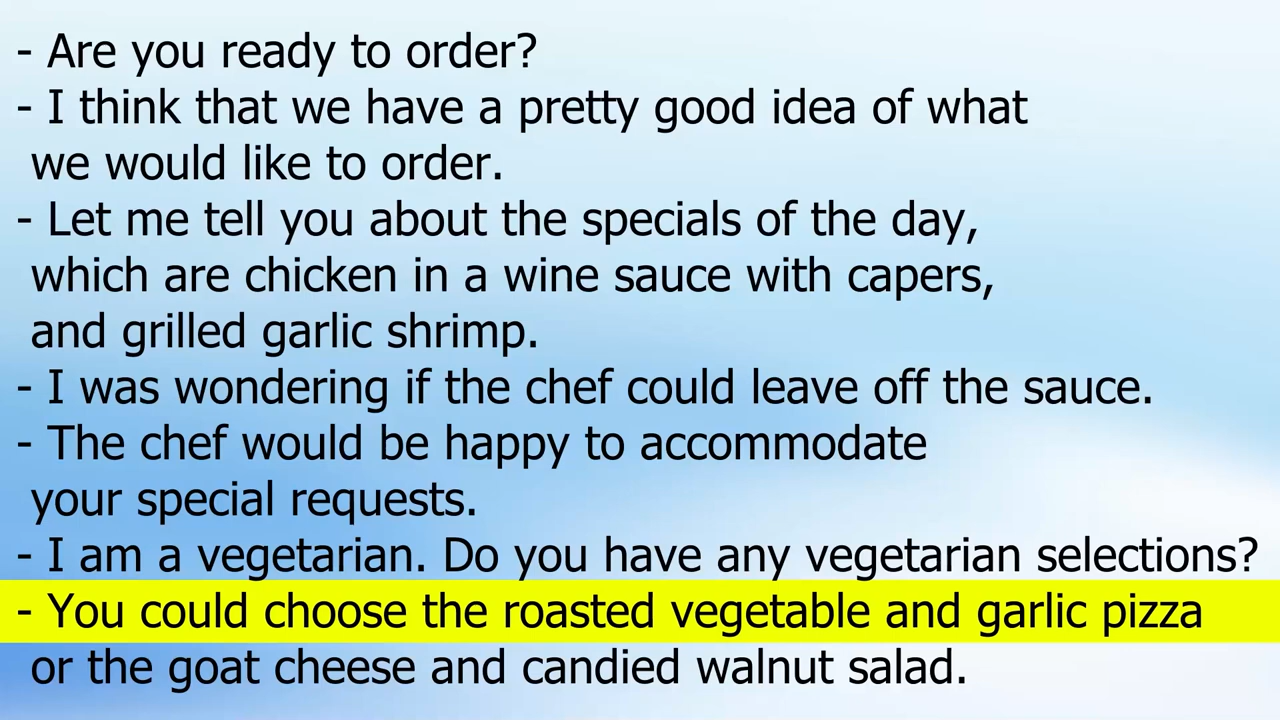 - Are you ready to order?
- I think that we have a pretty good idea of what
we would like to order.
- Let me tell you about the specials of the day,
which are chicken in a wine sauce with capers,
and grilled garlic shrimp.
- I was wondering if the chef could leave off the sauce.
- The chef would be happy to accommodate
your special requests.
- I am a vegetarian. Do you have any vegetarian selections?
- You could choose the roasted vegetable and garlic pizza
or the goat cheese and candied walnut salad.